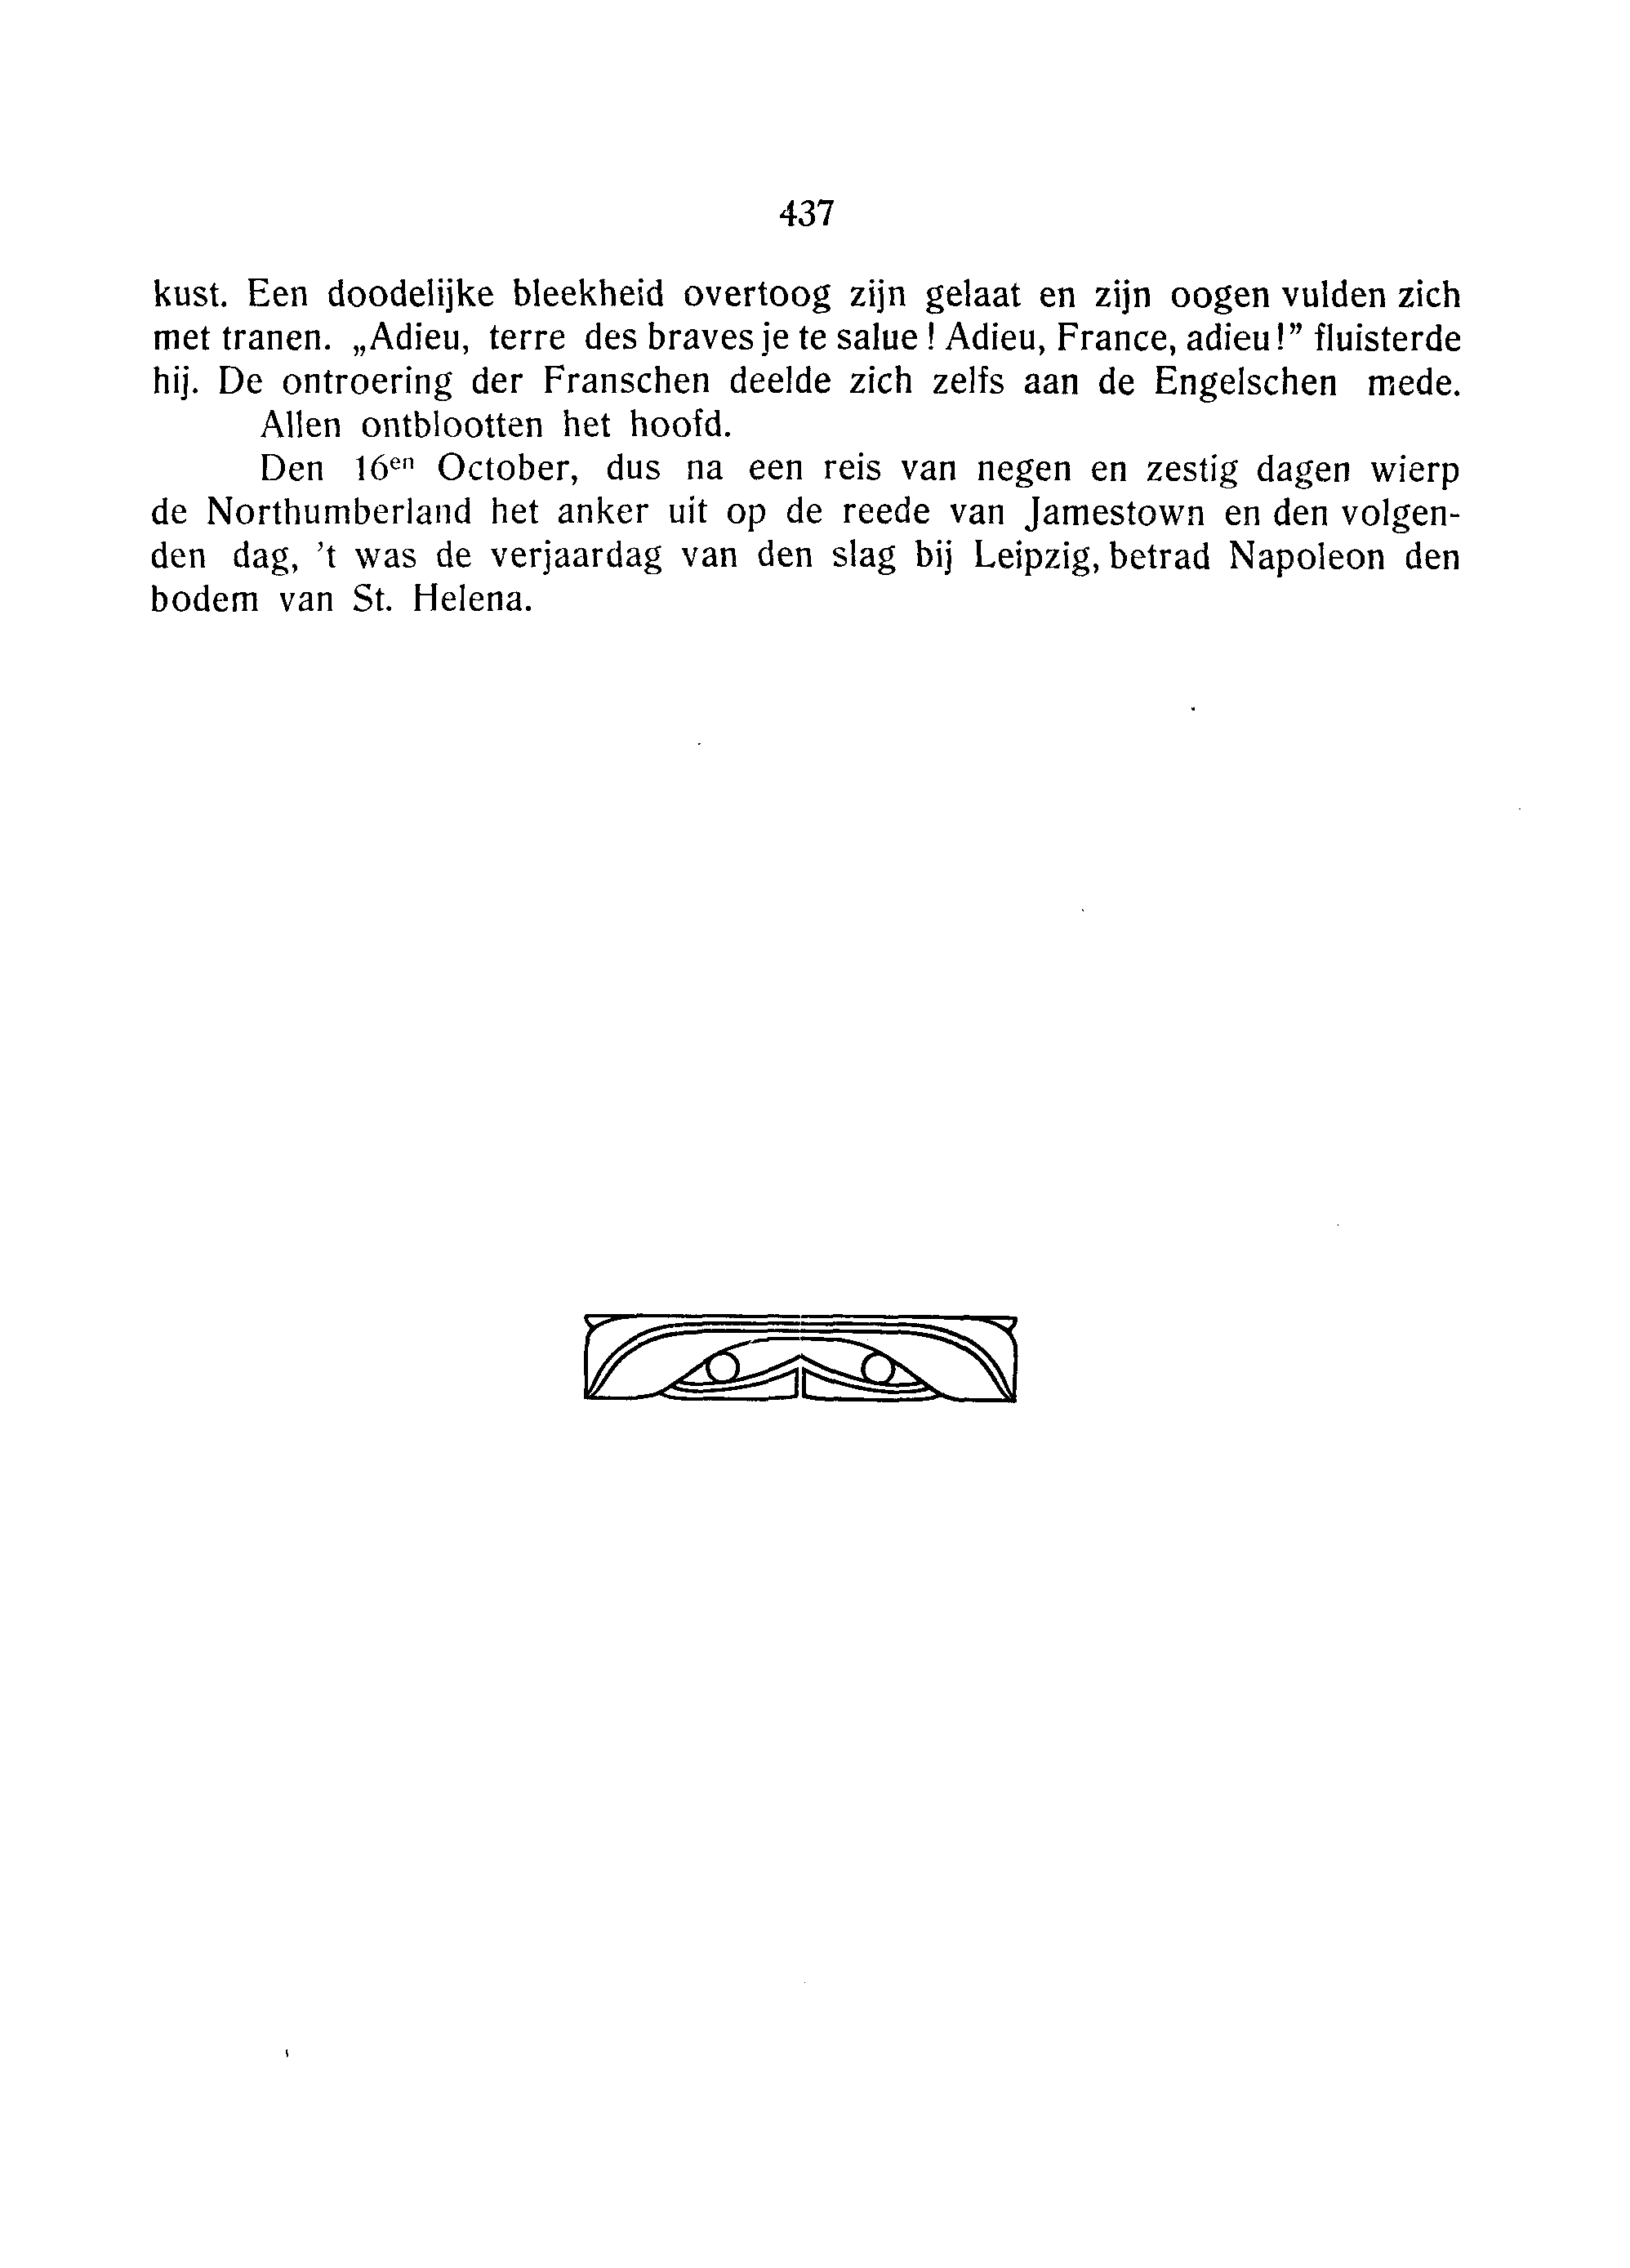 437
kust. Een doodelijke bleekheid overtoog zijn gelaat en zijn oogen vulden zich
met tranen. „Adieu, terre des braves je te salue! Adieu, France, adieu!” fluisterde
hij. De ontroering der Franschen deelde zich zelfs aan de Engelschen mede.
Allen ontblootten het hoofd.
Den 16en October, dus na een reis van negen en zestig dagen wierp
de Northumberland het anker uit op de reede van Jamestown en den volgen-
den dag, ’t was de verjaardag van den slag bij Leipzig, betrad Napoleon den
bodem van St. Helena.